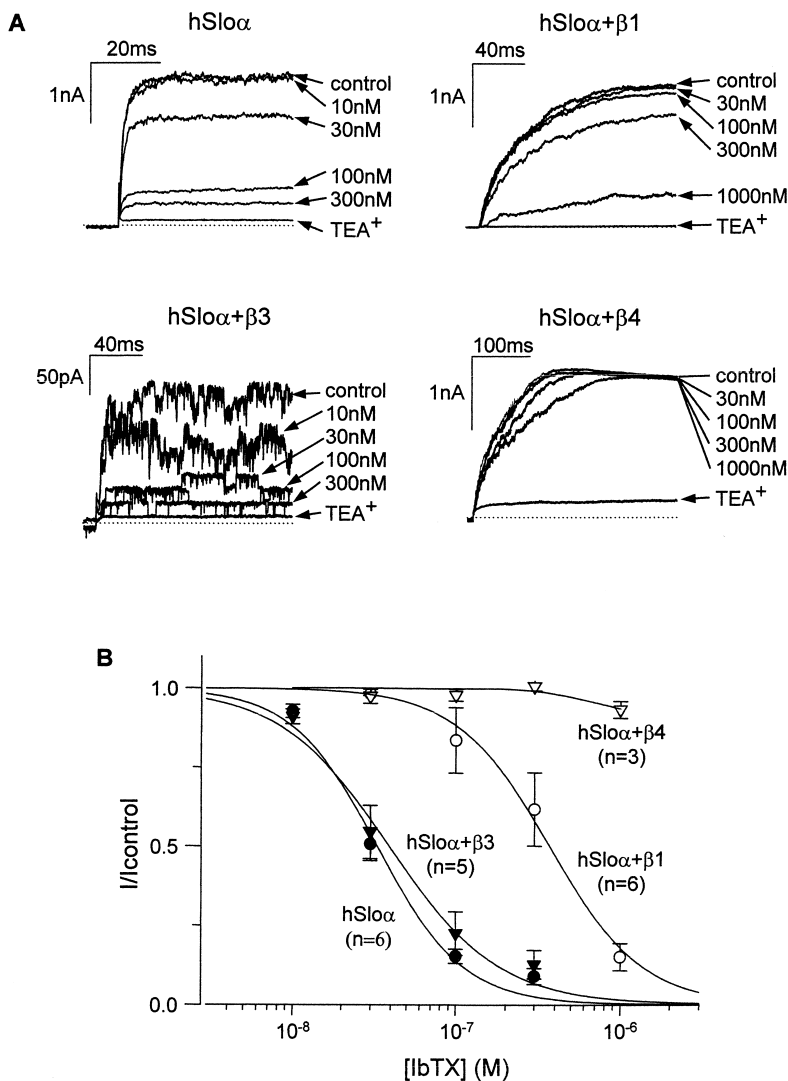 A
hSloα
20ms
1nA
control
10nM
30nM
100nM
300nM
TEA+
hSloα+β1
40ms
1nA
control
30nM
100nM
300nM
1000nM
TEA+
hSloα+β3
40ms
50pA
control
10nM
30nM
100nM
300nM
TEA+
hSloα+β4
100ms
1nA
control
30nM
100nM
300nM
1000nM
TEA+
B
1.0
0.5
0.0
I/Icontrol
hSloα+β4
(n=3)
hSloα+β3
(n=5)
hSloα+β1
(n=6)
hSloα
(n=6)
10-8
10-7
10-6
[IbTX] (M)